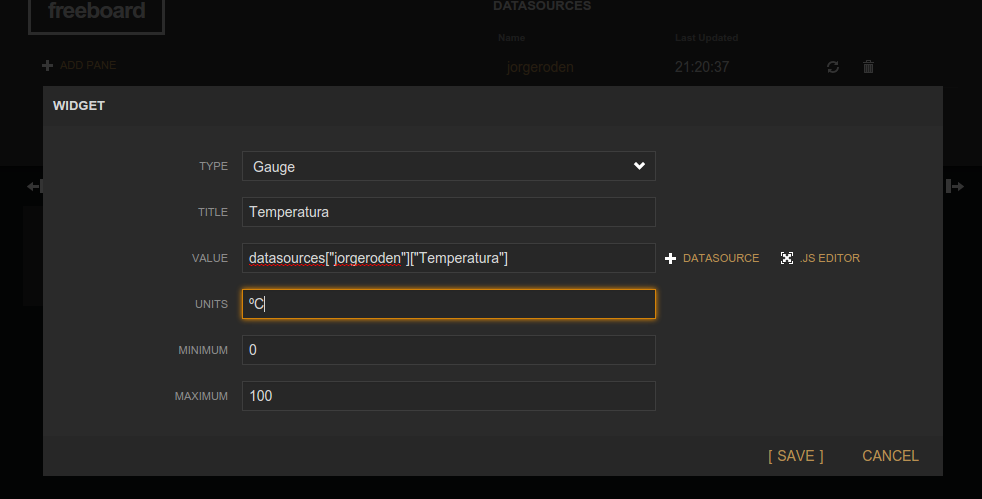 freeboard
DATASOURCES
Name Last Updated
ADD PANE
jorgeroden 21:20:37
WIDGET
TYPE Gauge
TITLE Temperatura
VALUE datasources["jorgeroden"]["Temperatura"] DATASOURCE .JS EDITOR
UNITS ºC
MINIMUM 0
MAXIMUM 100
[ SAVE ] CANCEL